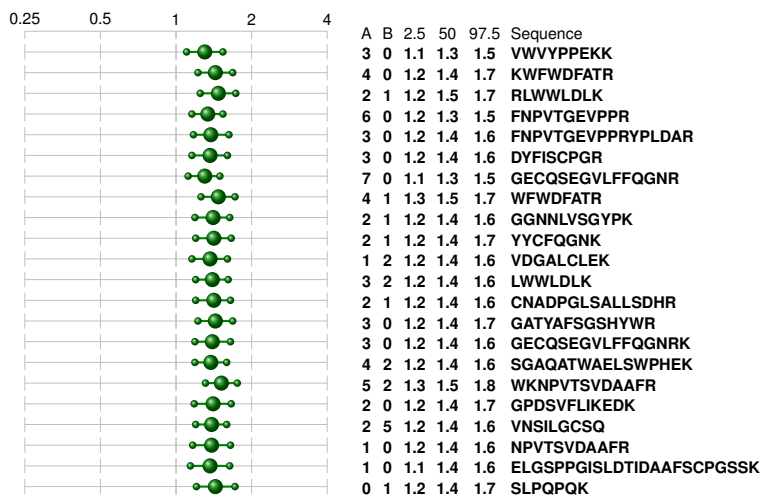 0.25 0.5 1 2 4
A B 2.5 50 97.5 Sequence
3 0 1.1 1.3 1.5 VWVYPPEKK
4 0 1.2 1.4 1.7 KWFWDFATR
2 1 1.2 1.5 1.7 RLWWLDLK
6 0 1.2 1.3 1.5 FNPVTGEVPPR
3 0 1.2 1.4 1.6 FNPVTGEVPPRYPLDAR
3 0 1.2 1.4 1.6 DYFISCPGR
7 0 1.1 1.3 1.5 GECQSEGVLFFQGNR
4 1 1.3 1.5 1.7 WFWDFATR
2 1 1.2 1.4 1.6 GGNNLVSGYPK
2 1 1.2 1.4 1.7 YYCFQGNK
1 2 1.2 1.4 1.6 VDGALCLEK
3 2 1.2 1.4 1.6 LWWLDLK
2 1 1.2 1.4 1.6 CNADPGLSALLSDHR
3 0 1.2 1.4 1.7 GATYAFSGSHYWR
3 0 1.2 1.4 1.6 GECQSEGVLFFQGNRK
4 2 1.2 1.4 1.6 SGAQATWAELSWPHEK
5 2 1.3 1.5 1.8 WKNPVTSVDAAFR
2 0 1.2 1.4 1.7 GPDSVFLIKEDK
2 5 1.2 1.4 1.6 VNSILGCSQ
1 0 1.2 1.4 1.6 NPVTSVDAAFR
1 0 1.1 1.4 1.6 ELGSPPGISLDTIDAAFSCPGSSK
0 1 1.2 1.4 1.7 SLPQPQK